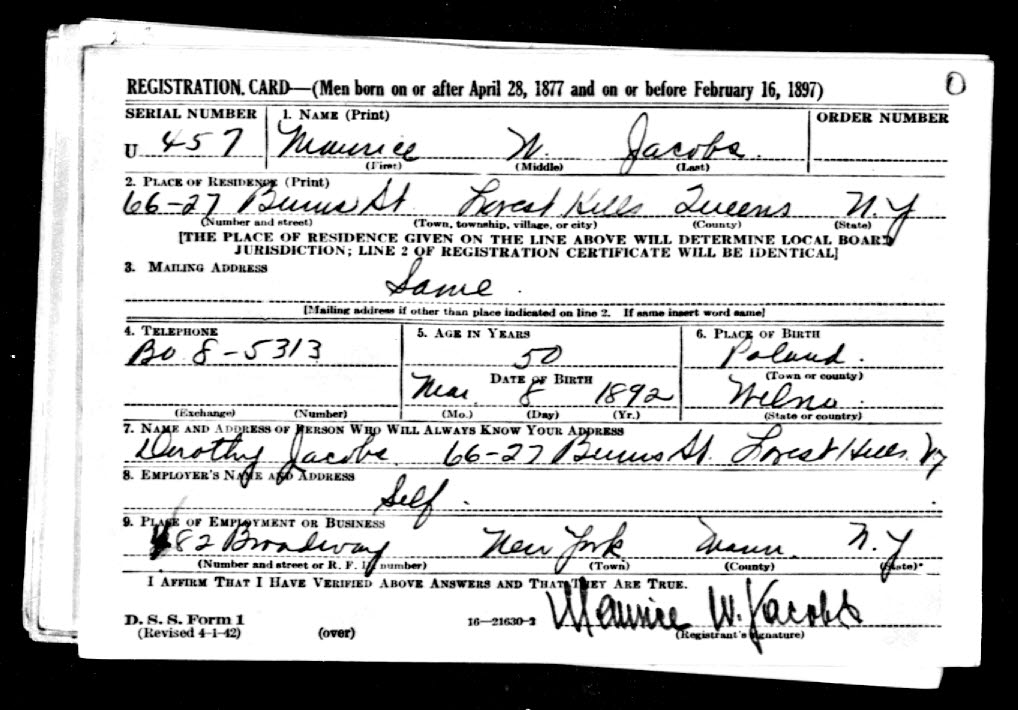 REGISTRATION CARD—(Men born on or after April 28, 1877 and on or before February 16, 1897)
O
SERIAL NUMBER
1. NAME (Print)
ORDER NUMBER
U 457
Maurice W. Jacobs.
(First) (Middle) (Last)
2. PLACE OF RESIDENCE (Print)
66-27 Burns St. Forest Hills Queens N.Y
(Number and street) (Town, township, village, or city) (County) (State)
[THE PLACE OF RESIDENCE GIVEN ON THE LINE ABOVE WILL DETERMINE LOCAL BOARD
JURISDICTION; LINE 2 OF REGISTRATION CERTIFICATE WILL BE IDENTICAL]
3. MAILING ADDRESS
Same.
[Mailing address if other than place indicated on line 2. If same insert word same]
4. TELEPHONE
5. AGE IN YEARS
6. PLACE OF BIRTH
Bo 8-5313
50
Poland.
(Town or county)
DATE OF BIRTH
Mar. 8 1892
Wilno.
(Exchange) (Number)
(Mo.) (Day) (Yr.)
(State or country)
7. NAME AND ADDRESS OF PERSON WHO WILL ALWAYS KNOW YOUR ADDRESS
Dorothy Jacobs. 66-27 Burns St. Forest Hills. Ny
8. EMPLOYER'S NAME AND ADDRESS
Self.
9. PLACE OF EMPLOYMENT OR BUSINESS
482 Broadway New York Mann. N.Y
(Number and street or R. F. D. number) (Town) (County) (State)
I AFFIRM THAT I HAVE VERIFIED ABOVE ANSWERS AND THAT THEY ARE TRUE.
Maurice W. Jacobs
D. S. S. Form 1
(Revised 4-1-42) (over) 16—21630-2 (Registrant's signature)